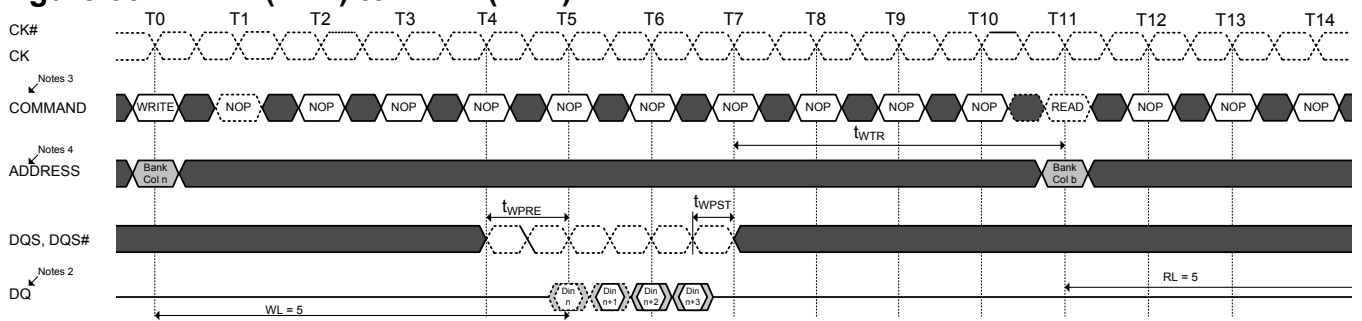 T0 T1 T2 T3 T4 T5 T6 T7 T8 T9 T10 T11 T12 T13 T14
CK#
CK
Notes 3
COMMAND WRITE NOP NOP NOP NOP NOP NOP NOP NOP NOP NOP READ NOP NOP NOP
tWTR
Notes 4
ADDRESS
Bank
Col n
Bank
Col b
tWPRE
tWPST
DQS, DQS#
Notes 2
DQ
Din
n
Din
n+1
Din
n+2
Din
n+3
RL = 5
WL = 5